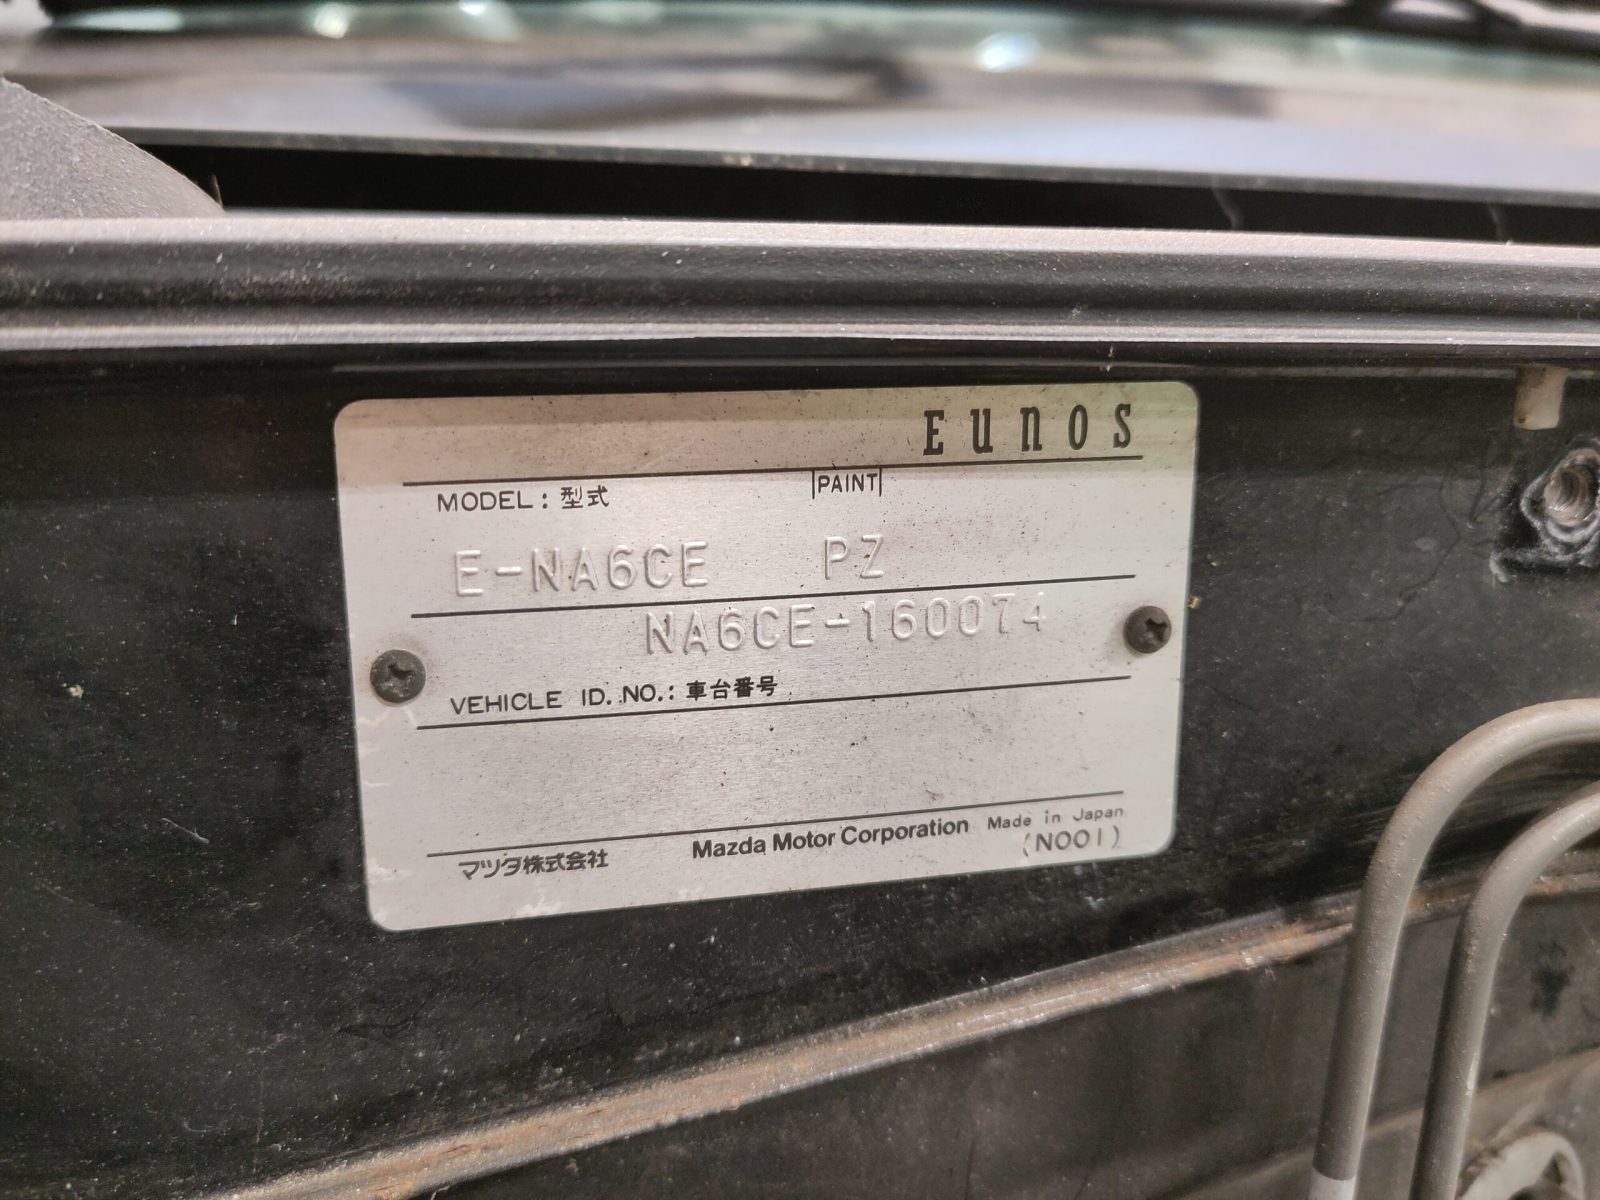 Eunos
MODEL: 型式 PAINT
E-NA6CE PZ
NA6CE-160074
VEHICLE ID. NO.: 車台番号
マツダ株式会社 Mazda Motor Corporation Made in Japan
(N001)